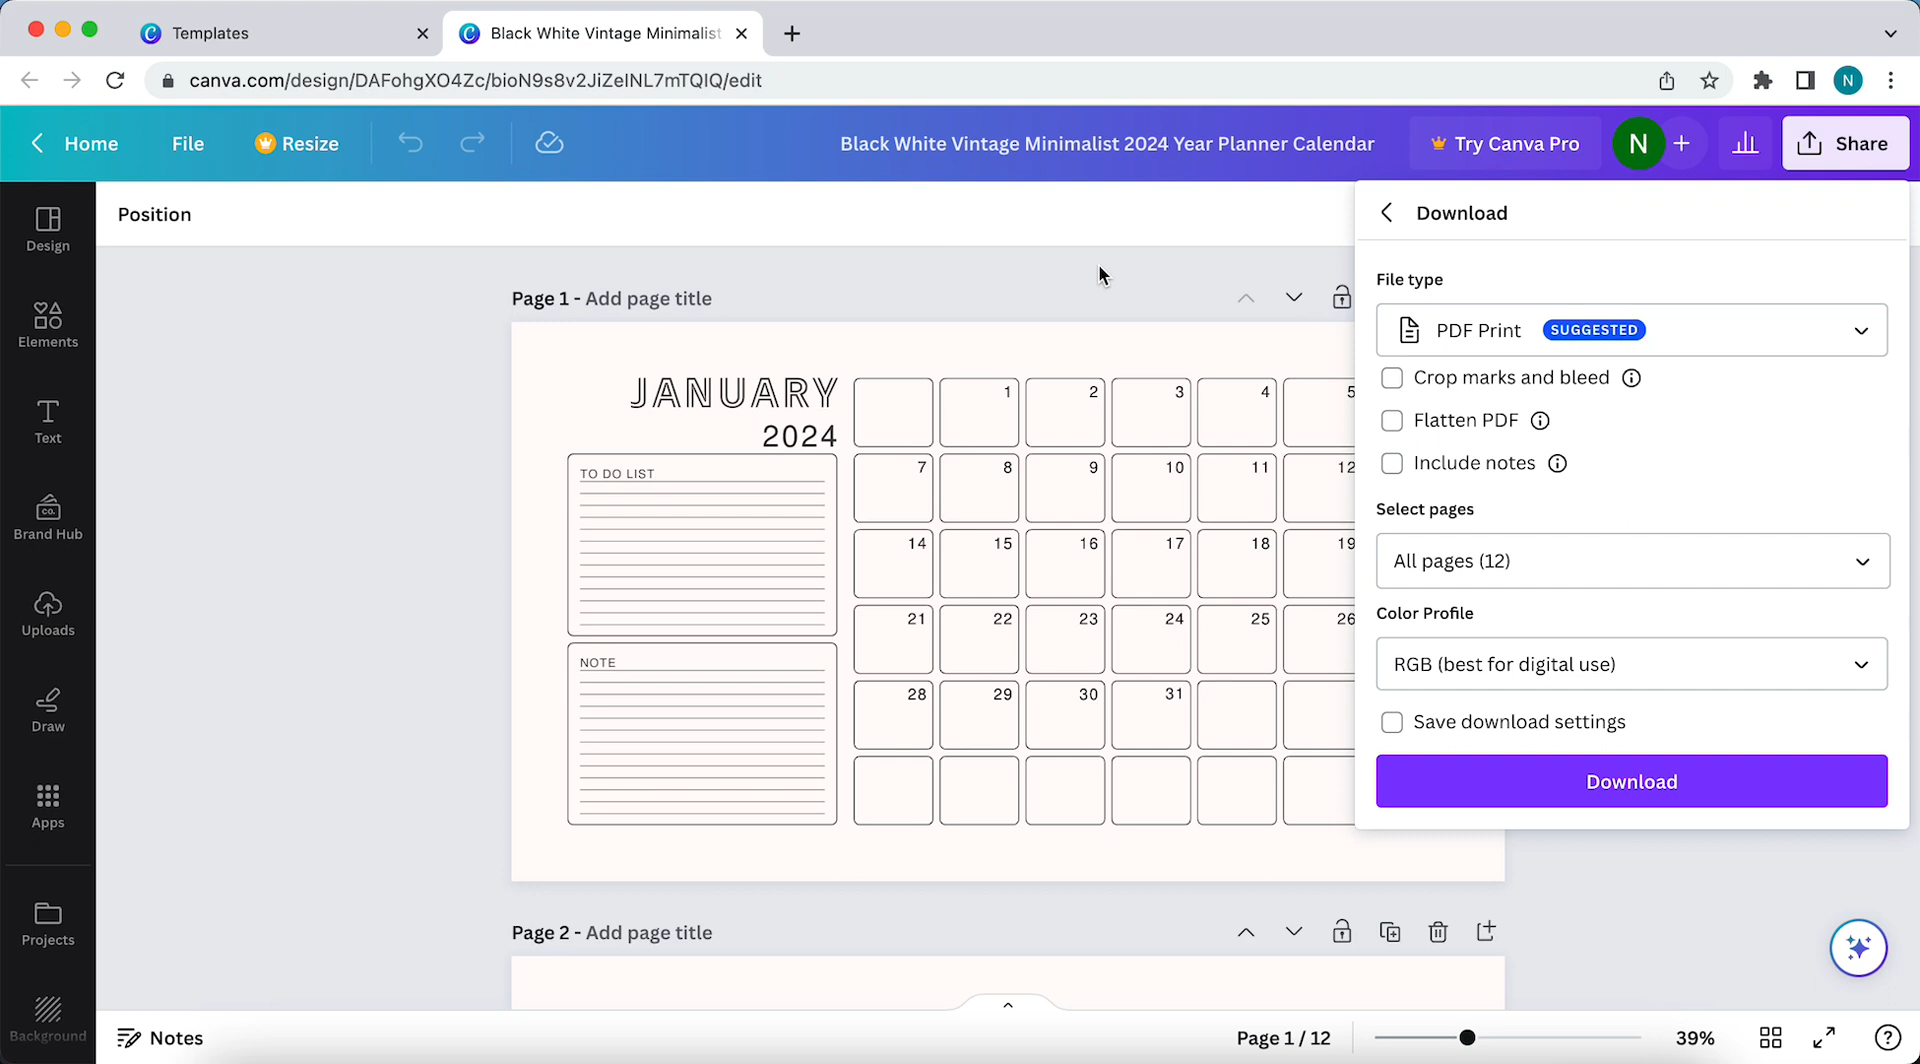 Templates
Black White Vintage Minimalist
canva.com/design/DAFohgXO4Zc/bioN9s8v2JiZeINL7mTQIQ/edit
N
Home
File
Resize
Black White Vintage Minimalist 2024 Year Planner Calendar
Try Canva Pro
N
Share
Design
Elements
Text
Brand Hub
CO.
Uploads
Draw
Apps
Projects
Background
Position
Page 1 - Add page title
JANUARY
2024
TO DO LIST
NOTE
1 2 3 4 5
7 8 9 10 11 12
14 15 16 17 18 19
21 22 23 24 25 26
28 29 30 31
Page 2 - Add page title
Download
File type
PDF Print SUGGESTED
Crop marks and bleed
Flatten PDF
Include notes
Select pages
All pages (12)
Color Profile
RGB (best for digital use)
Save download settings
Download
Notes
Page 1 / 12
39%